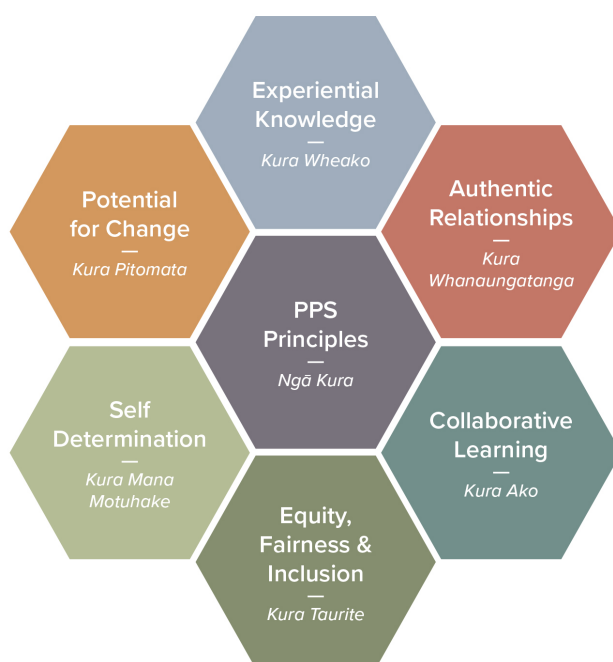 Experiential
Knowledge
Kura Wheako
Potential
for Change
Kura Pitomata
Authentic
Relationships
Kura
Whanaungatanga
PPS
Principles
Ngā Kura
Self
Determination
Kura Mana
Motuhake
Collaborative
Learning
Kura Ako
Equity,
Fairness &
Inclusion
Kura Taurite